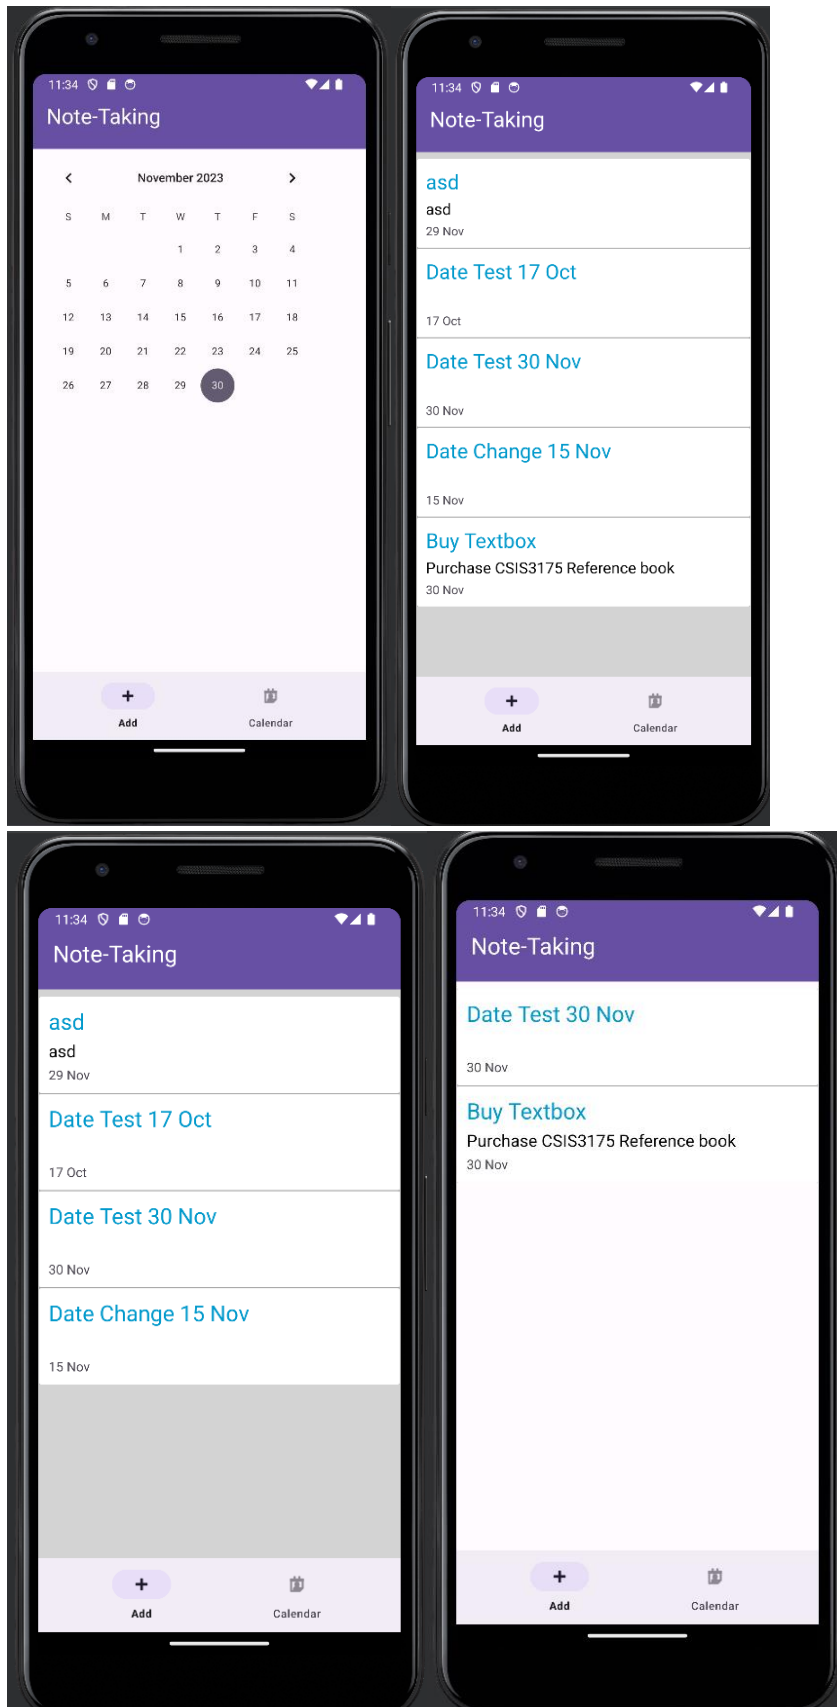 11:34
Note-Taking
November 2023
S M T W T F S
1 2 3 4
5 6 7 8 9 10 11
12 13 14 15 16 17 18
19 20 21 22 23 24 25
26 27 28 29 30
Add Calendar
11:34
Note-Taking
asd
asd
29 Nov
Date Test 17 Oct
17 Oct
Date Test 30 Nov
30 Nov
Date Change 15 Nov
15 Nov
Buy Textbox
Purchase CSIS3175 Reference book
30 Nov
Add Calendar
11:34
Note-Taking
asd
asd
29 Nov
Date Test 17 Oct
17 Oct
Date Test 30 Nov
30 Nov
Date Change 15 Nov
15 Nov
Add Calendar
11:34
Note-Taking
Date Test 30 Nov
30 Nov
Buy Textbox
Purchase CSIS3175 Reference book
30 Nov
Add Calendar